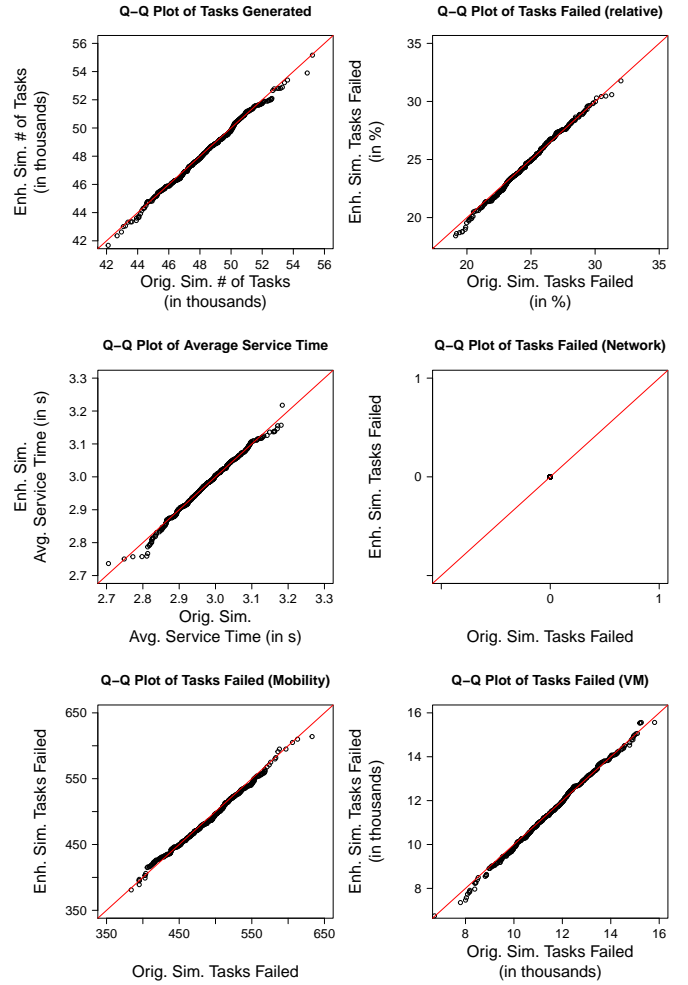 Q−Q Plot of Tasks Generated
Enh. Sim. # of Tasks
(in thousands)
56
54
52
50
48
46
44
42
42 44 46 48 50 52 54 56
Orig. Sim. # of Tasks
(in thousands)
Q−Q Plot of Tasks Failed (relative)
Enh. Sim. Tasks Failed
(in %)
35
30
25
20
20 25 30 35
Orig. Sim. Tasks Failed
(in %)
Q−Q Plot of Average Service Time
Enh. Sim.
Avg. Service Time (in s)
3.3
3.2
3.1
3.0
2.9
2.8
2.7
2.7 2.8 2.9 3.0 3.1 3.2 3.3
Orig. Sim.
Avg. Service Time (in s)
Q−Q Plot of Tasks Failed (Network)
Enh. Sim. Tasks Failed
1
0
0 1
Orig. Sim. Tasks Failed
Q−Q Plot of Tasks Failed (Mobility)
Enh. Sim. Tasks Failed
650
550
450
350
350 450 550 650
Orig. Sim. Tasks Failed
Q−Q Plot of Tasks Failed (VM)
Enh. Sim. Tasks Failed
(in thousands)
16
14
12
10
8
8 10 12 14 16
Orig. Sim. Tasks Failed
(in thousands)